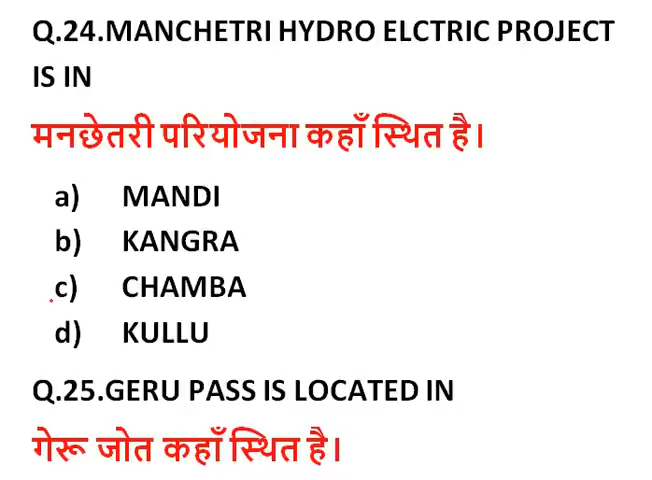 Q.24.MANCHETRI HYDRO ELCTRIC PROJECT
IS IN
मनछेतरी परियोजना कहाँ स्थित है।
a) MANDI
b) KANGRA
c) CHAMBA
d) KULLU
Q.25.GERU PASS IS LOCATED IN
गेरू जोत कहाँ स्थित है।